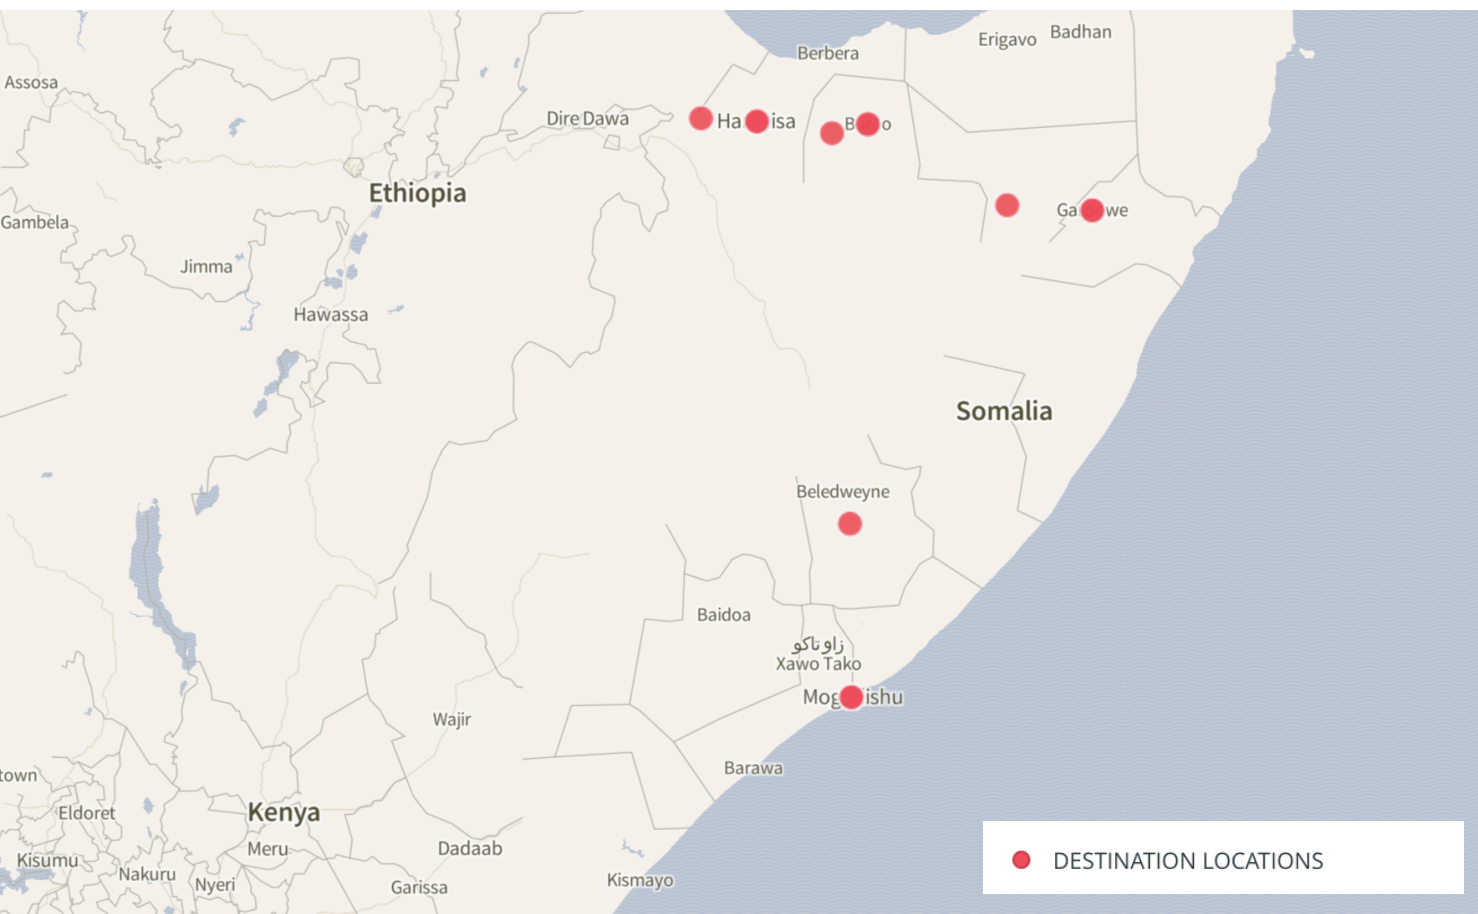 Erigavo
Badhan
Berbera
Assosa
Dire Dawa
Ha isa
B o
Ethiopia
Ga we
Gambela
Jimma
Hawassa
Somalia
Beledweyne
Baidoa
زاوتاكو
Xawo Tako
Mog ishu
Wajir
Barawa
town
Eldoret
Kenya
Meru
Dadaab
Kisumu
Nakuru
Nyeri
Garissa
Kismayo
DESTINATION LOCATIONS